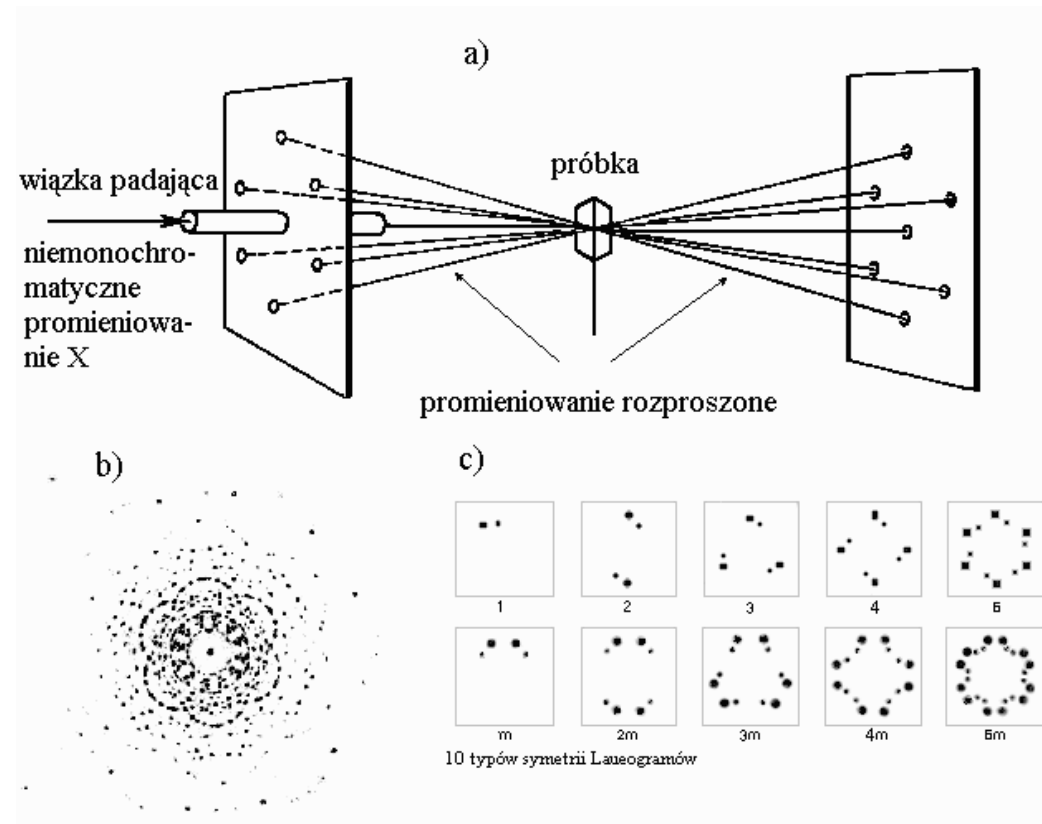 a)
próbka
wiązka padająca
niemonochro-
matyczne
promieniowa-
nie X
promieniowanie rozproszone
b)
c)
1
2
3
4
6
m
2m
3m
4m
6m
10 typów symetrii Laueogramów